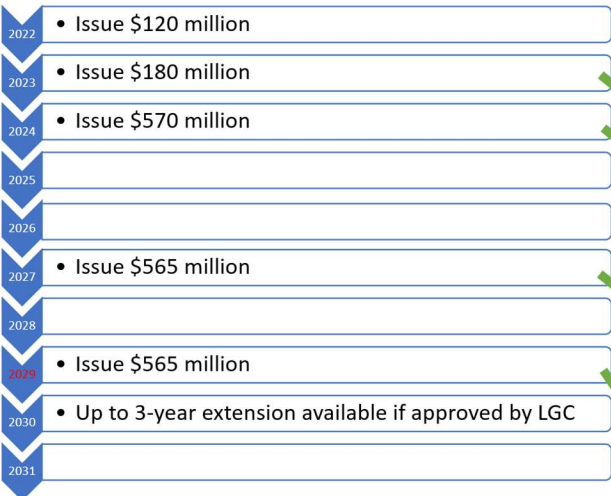 2022
• Issue $120 million
2023
• Issue $180 million
2024
• Issue $570 million
2025
2026
2027
• Issue $565 million
2028
2029
• Issue $565 million
2030
• Up to 3-year extension available if approved by LGC
2031